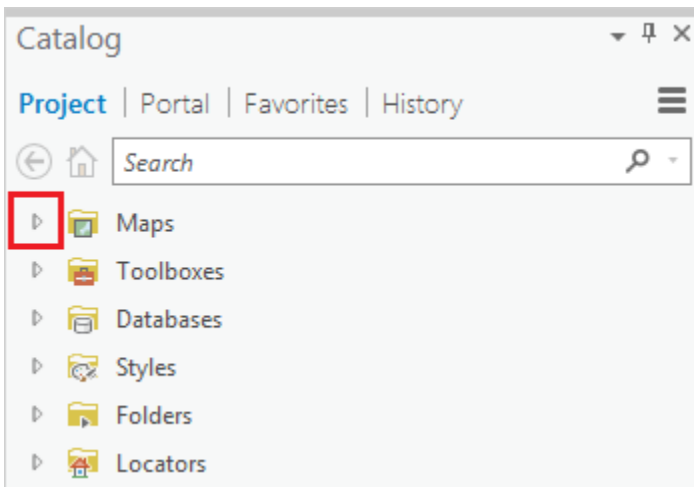 Catalog
Project | Portal | Favorites | History
Search
Maps
Toolboxes
Databases
Styles
Folders
Locators